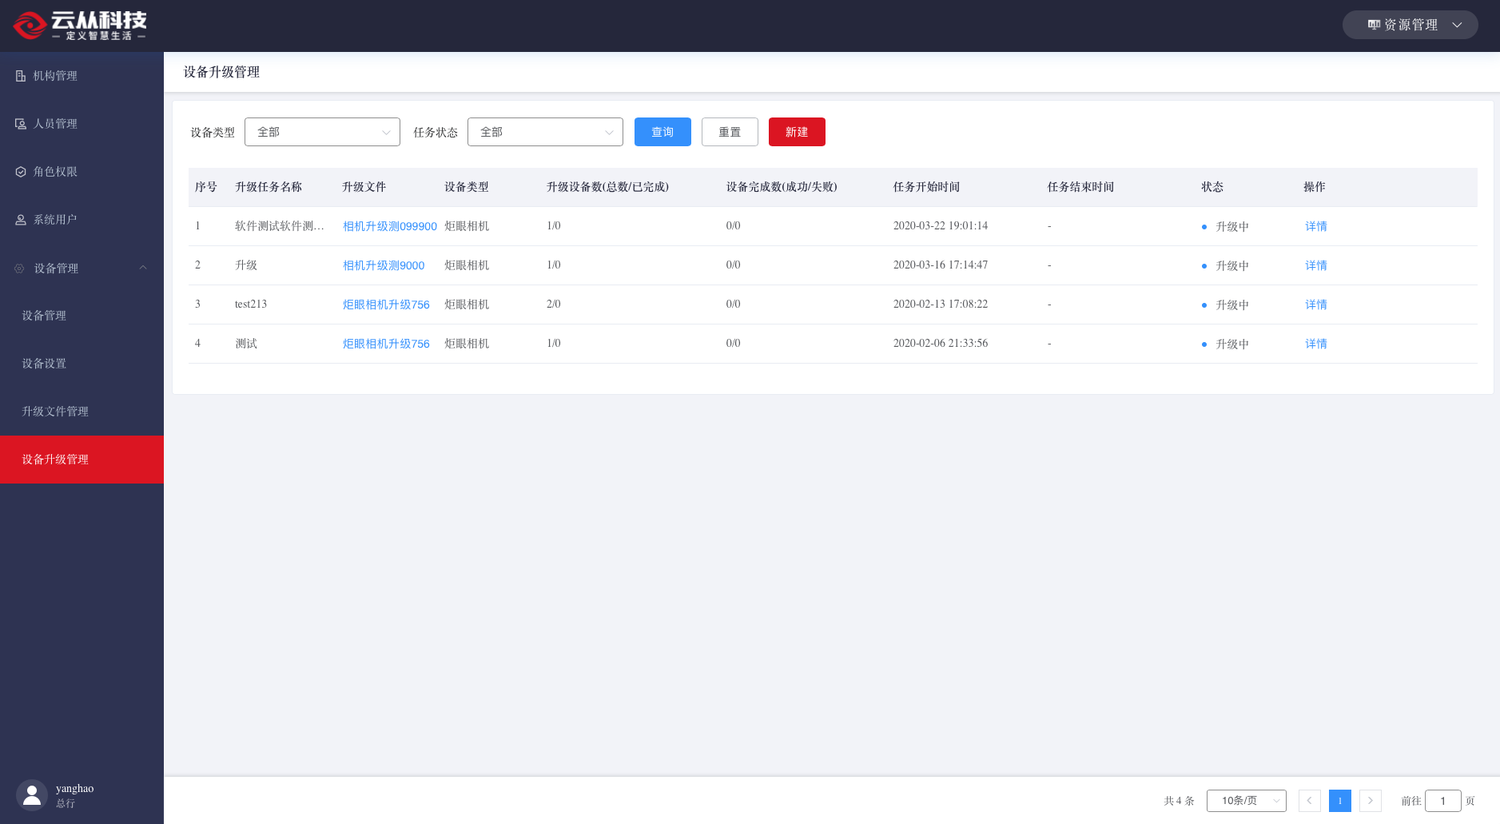 云从科技
定义智慧生活
资源管理
机构管理
人员管理
角色权限
系统用户
设备管理
设备管理
设备设置
升级文件管理
设备升级管理
yanghao
总行
设备升级管理
设备类型 全部 任务状态 全部 查询 重置 新建
序号 升级任务名称 升级文件 设备类型 升级设备数(总数/已完成) 设备完成数(成功/失败) 任务开始时间 任务结束时间 状态 操作
1 软件测试软件测... 相机升级测099900 炬眼相机 1/0 0/0 2020-03-22 19:01:14 - 升级中 详情
2 升级 相机升级测9000 炬眼相机 1/0 0/0 2020-03-16 17:14:47 - 升级中 详情
3 test213 炬眼相机升级756 炬眼相机 2/0 0/0 2020-02-13 17:08:22 - 升级中 详情
4 测试 炬眼相机升级756 炬眼相机 1/0 0/0 2020-02-06 21:33:56 - 升级中 详情
共 4 条 10条/页 1 前往 1 页